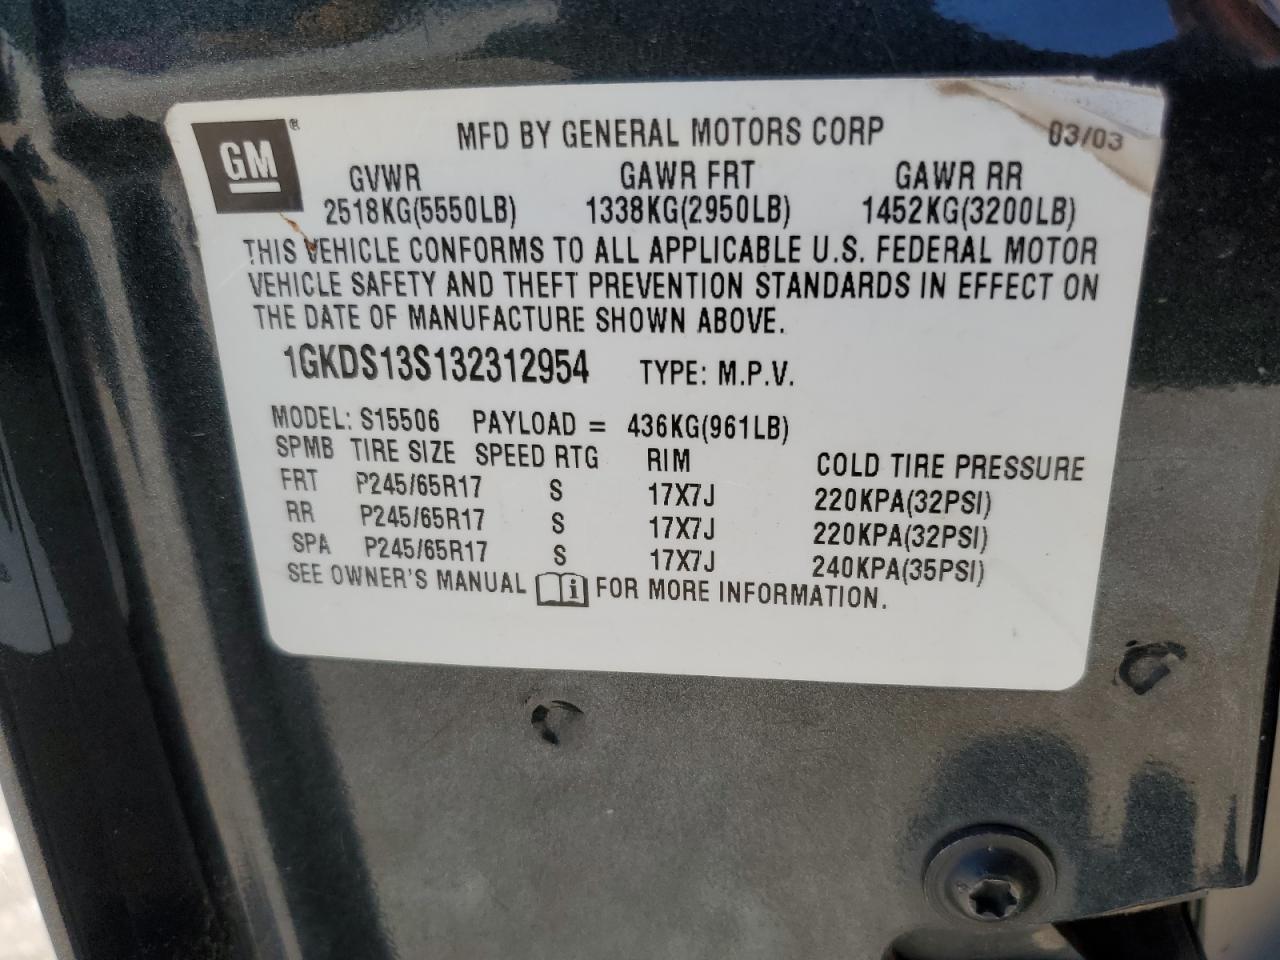 GM® MFD BY GENERAL MOTORS CORP 03/03
GVWR GAWR FRT GAWR RR
2518KG(5550LB) 1338KG(2950LB) 1452KG(3200LB)
THIS VEHICLE CONFORMS TO ALL APPLICABLE U.S. FEDERAL MOTOR
VEHICLE SAFETY AND THEFT PREVENTION STANDARDS IN EFFECT ON
THE DATE OF MANUFACTURE SHOWN ABOVE.
1GKDS13S132312954 TYPE: M.P.V.
MODEL: S15506 PAYLOAD = 436KG(961LB)
SPMB TIRE SIZE SPEED RTG RIM COLD TIRE PRESSURE
FRT P245/65R17 S 17X7J 220KPA(32PSI)
RR P245/65R17 S 17X7J 220KPA(32PSI)
SPA P245/65R17 S 17X7J 240KPA(35PSI)
SEE OWNER'S MANUAL i FOR MORE INFORMATION.